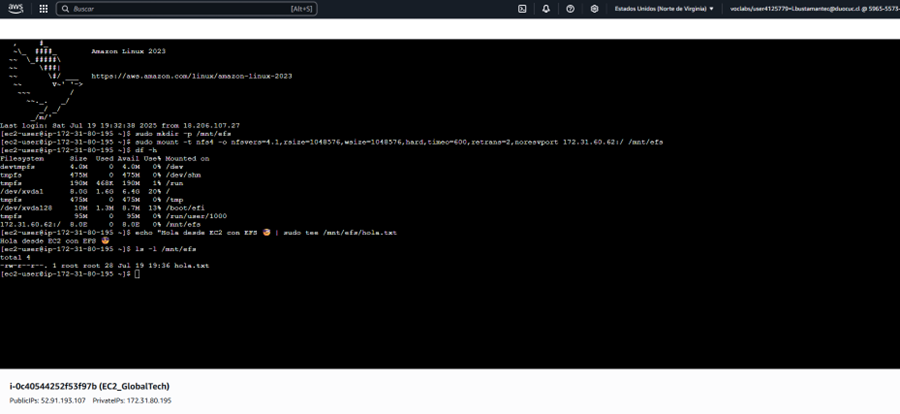 aws
Buscar [Alt+S] Estados Unidos (Norte de Virginia) voclabs/user4125779=l.bustamantec@duocuc.cl @ 5965-5573-
Amazon Linux 2023
https://aws.amazon.com/linux/amazon-linux-2023
Last login: Sat Jul 19 19:32:38 2025 from 18.206.107.27
[ec2-user@ip-172-31-80-195 ~]$ sudo mkdir -p /mnt/efs
[ec2-user@ip-172-31-80-195 ~]$ sudo mount -t nfs4 -o nfsvers=4.1,rsize=1048576,wsize=1048576,hard,timeo=600,retrans=2,noresvport 172.31.60.62:/ /mnt/efs
[ec2-user@ip-172-31-80-195 ~]$ df -h
Filesystem Size Used Avail Use% Mounted on
devtmpfs 4.0M 0 4.0M 0% /dev
tmpfs 475M 0 475M 0% /dev/shm
tmpfs 190M 468K 190M 1% /run
/dev/xvda1 8.0G 1.6G 6.4G 20% /
tmpfs 475M 0 475M 0% /tmp
/dev/xvda128 10M 1.3M 8.7M 13% /boot/efi
tmpfs 95M 0 95M 0% /run/user/1000
172.31.60.62:/ 8.0E 0 8.0E 0% /mnt/efs
[ec2-user@ip-172-31-80-195 ~]$ echo "Hola desde EC2 con EFS | sudo tee /mnt/efs/hola.txt
Hola desde EC2 con EFS
[ec2-user@ip-172-31-80-195 ~]$ ls -l /mnt/efs
total 4
-rw-r--r--. 1 root root 28 Jul 19 19:36 hola.txt
[ec2-user@ip-172-31-80-195 ~]$
i-0c40544252f53f97b (EC2_GlobalTech)
PublicIPs: 52.91.193.107 PrivateIPs: 172.31.80.195